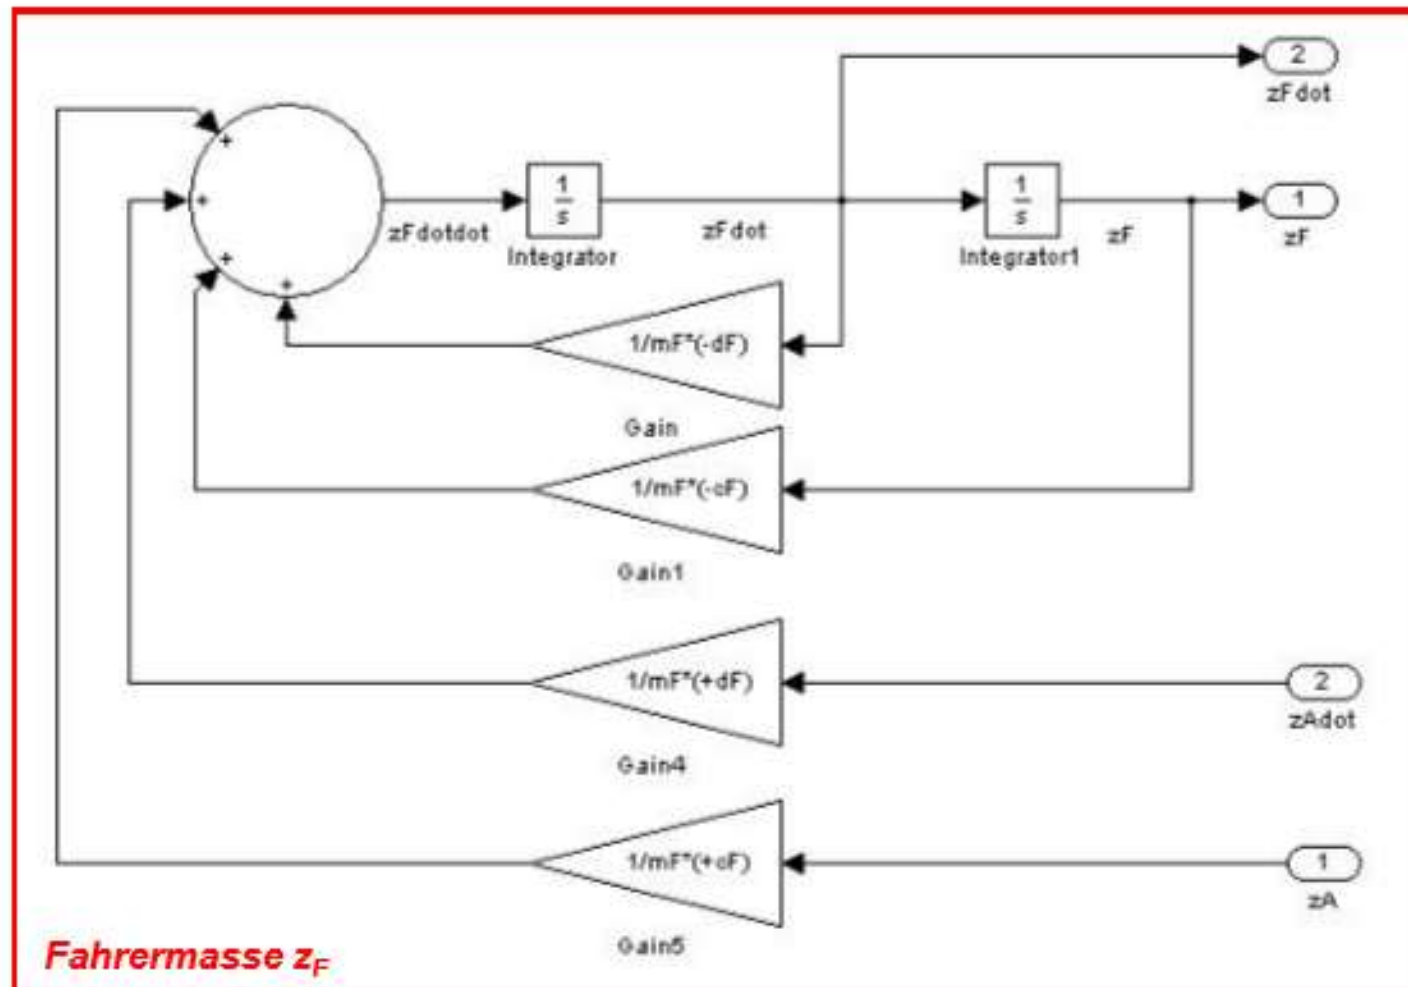 2
zFdot
+
+
+
+
zFdotdot
1
s
Integrator
zFdot
1
s
Integrator1
zF
1
zF
1/mF*(-dF)
Gain
1/mF*(-cF)
Gain1
1/mF*(+dF)
Gain4
2
zAdot
1/mF*(+cF)
Gain5
1
zA
Fahrermasse zF